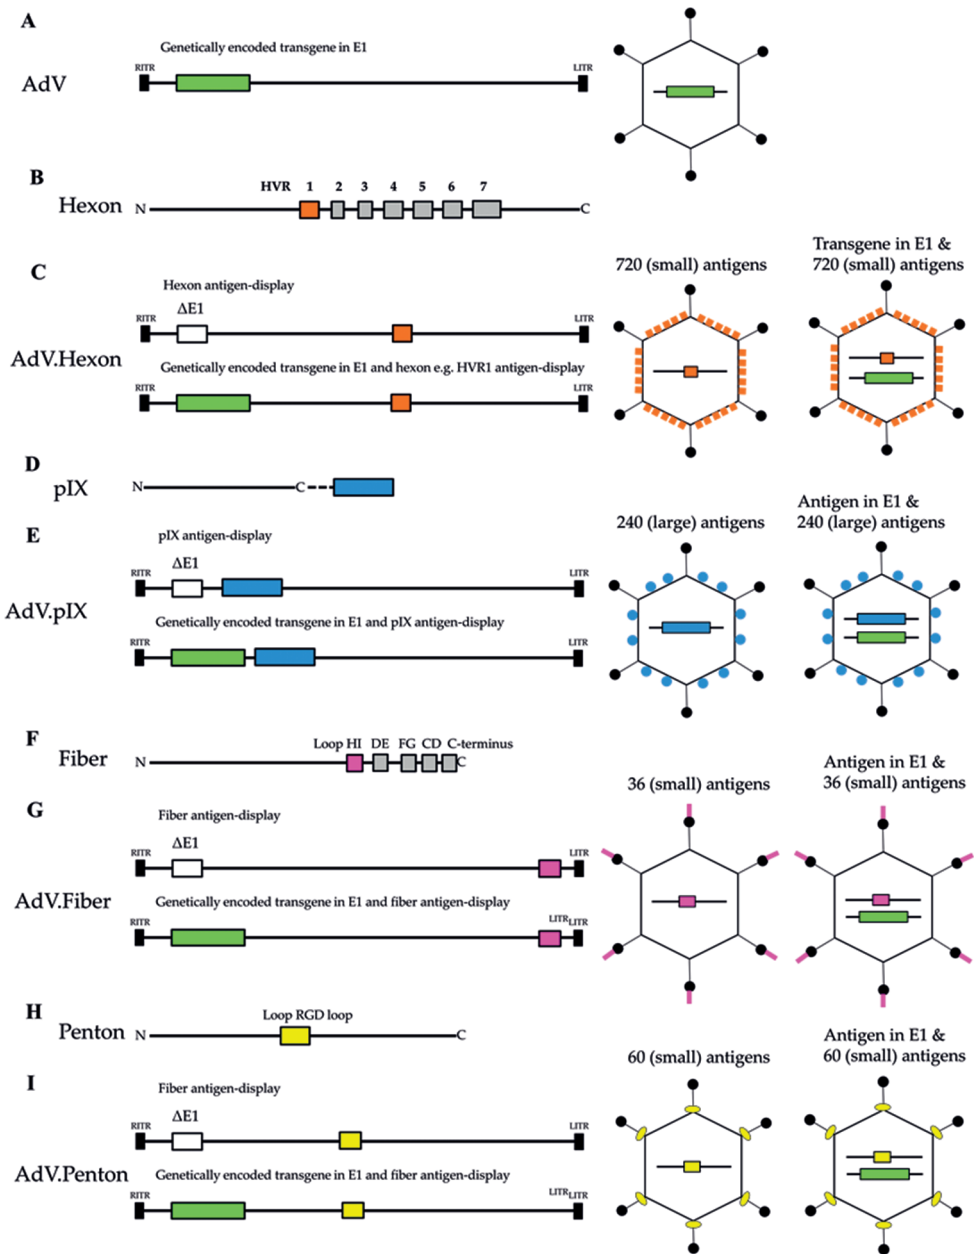 A
Genetically encoded transgene in E1
RITR
LITR
AdV
B
HVR 1 2 3 4 5 6 7
Hexon N C
C
Hexon antigen-display
720 (small) antigens
Transgene in E1 &
720 (small) antigens
ΔE1
RITR
LITR
AdV.Hexon
Genetically encoded transgene in E1 and hexon e.g. HVR1 antigen-display
RITR
LITR
D
pIX N C
E
pIX antigen-display
240 (large) antigens
Antigen in E1 &
240 (large) antigens
ΔE1
RITR
LITR
AdV.pIX
Genetically encoded transgene in E1 and pIX antigen-display
RITR
LITR
F
Loop HI DE FG CD C-terminus
Fiber N C
G
Fiber antigen-display
36 (small) antigens
Antigen in E1 &
36 (small) antigens
ΔE1
RITR
LITR
AdV.Fiber
Genetically encoded transgene in E1 and fiber antigen-display
RITR
LITR LITR
H
Loop RGD loop
Penton N C
I
Fiber antigen-display
60 (small) antigens
Antigen in E1 &
60 (small) antigens
ΔE1
RITR
LITR
AdV.Penton
Genetically encoded transgene in E1 and fiber antigen-display
RITR
LITR LITR